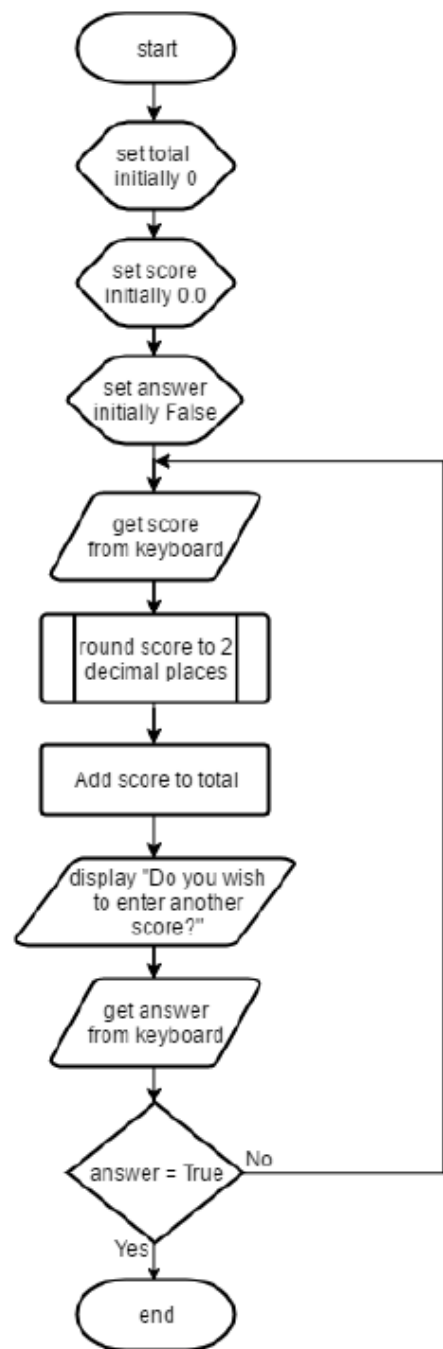 start
set total
initially 0
set score
initially 0.0
set answer
initially False
get score
from keyboard
round score to 2
decimal places
Add score to total
display "Do you wish
to enter another
score?"
get answer
from keyboard
answer = True
No
Yes
end